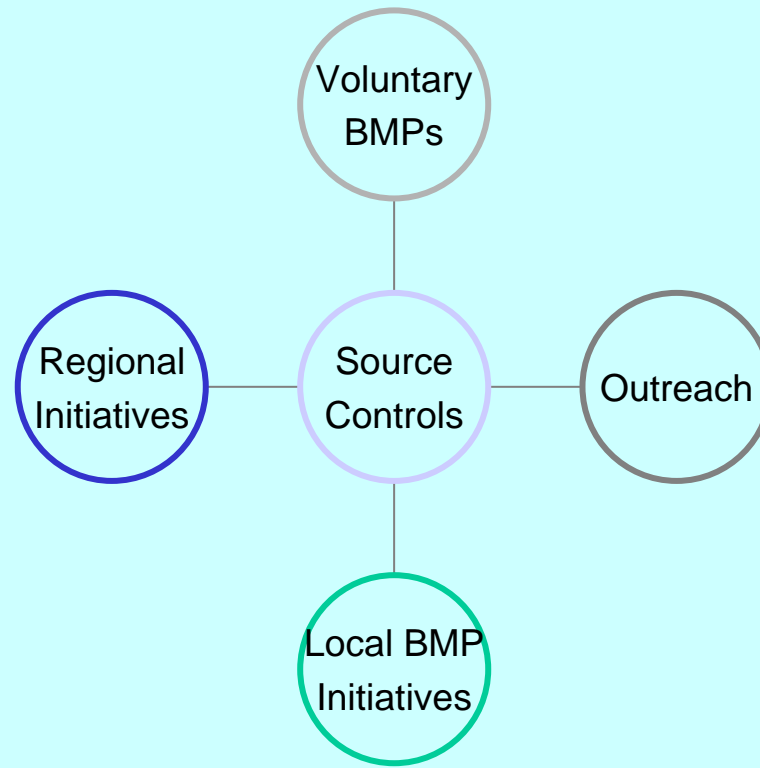 Voluntary
BMPs
Regional
Initiatives
Source
Controls
Outreach
Local BMP
Initiatives